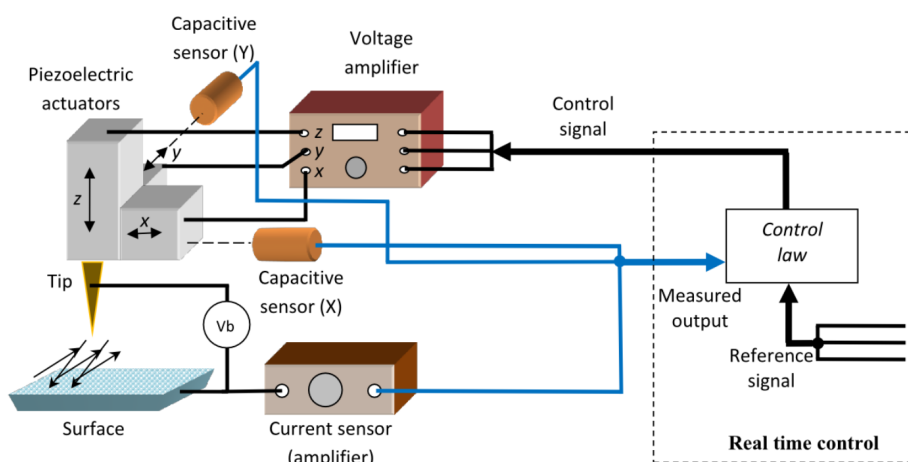 Capacitive
sensor (Y)
Voltage
amplifier
Piezoelectric
actuators
Control
signal
z
y
x
y
z
x
Control
law
Tip
Capacitive
sensor (X)
Vb
Measured
output
Reference
signal
Surface
Current sensor
(amplifier)
Real time control